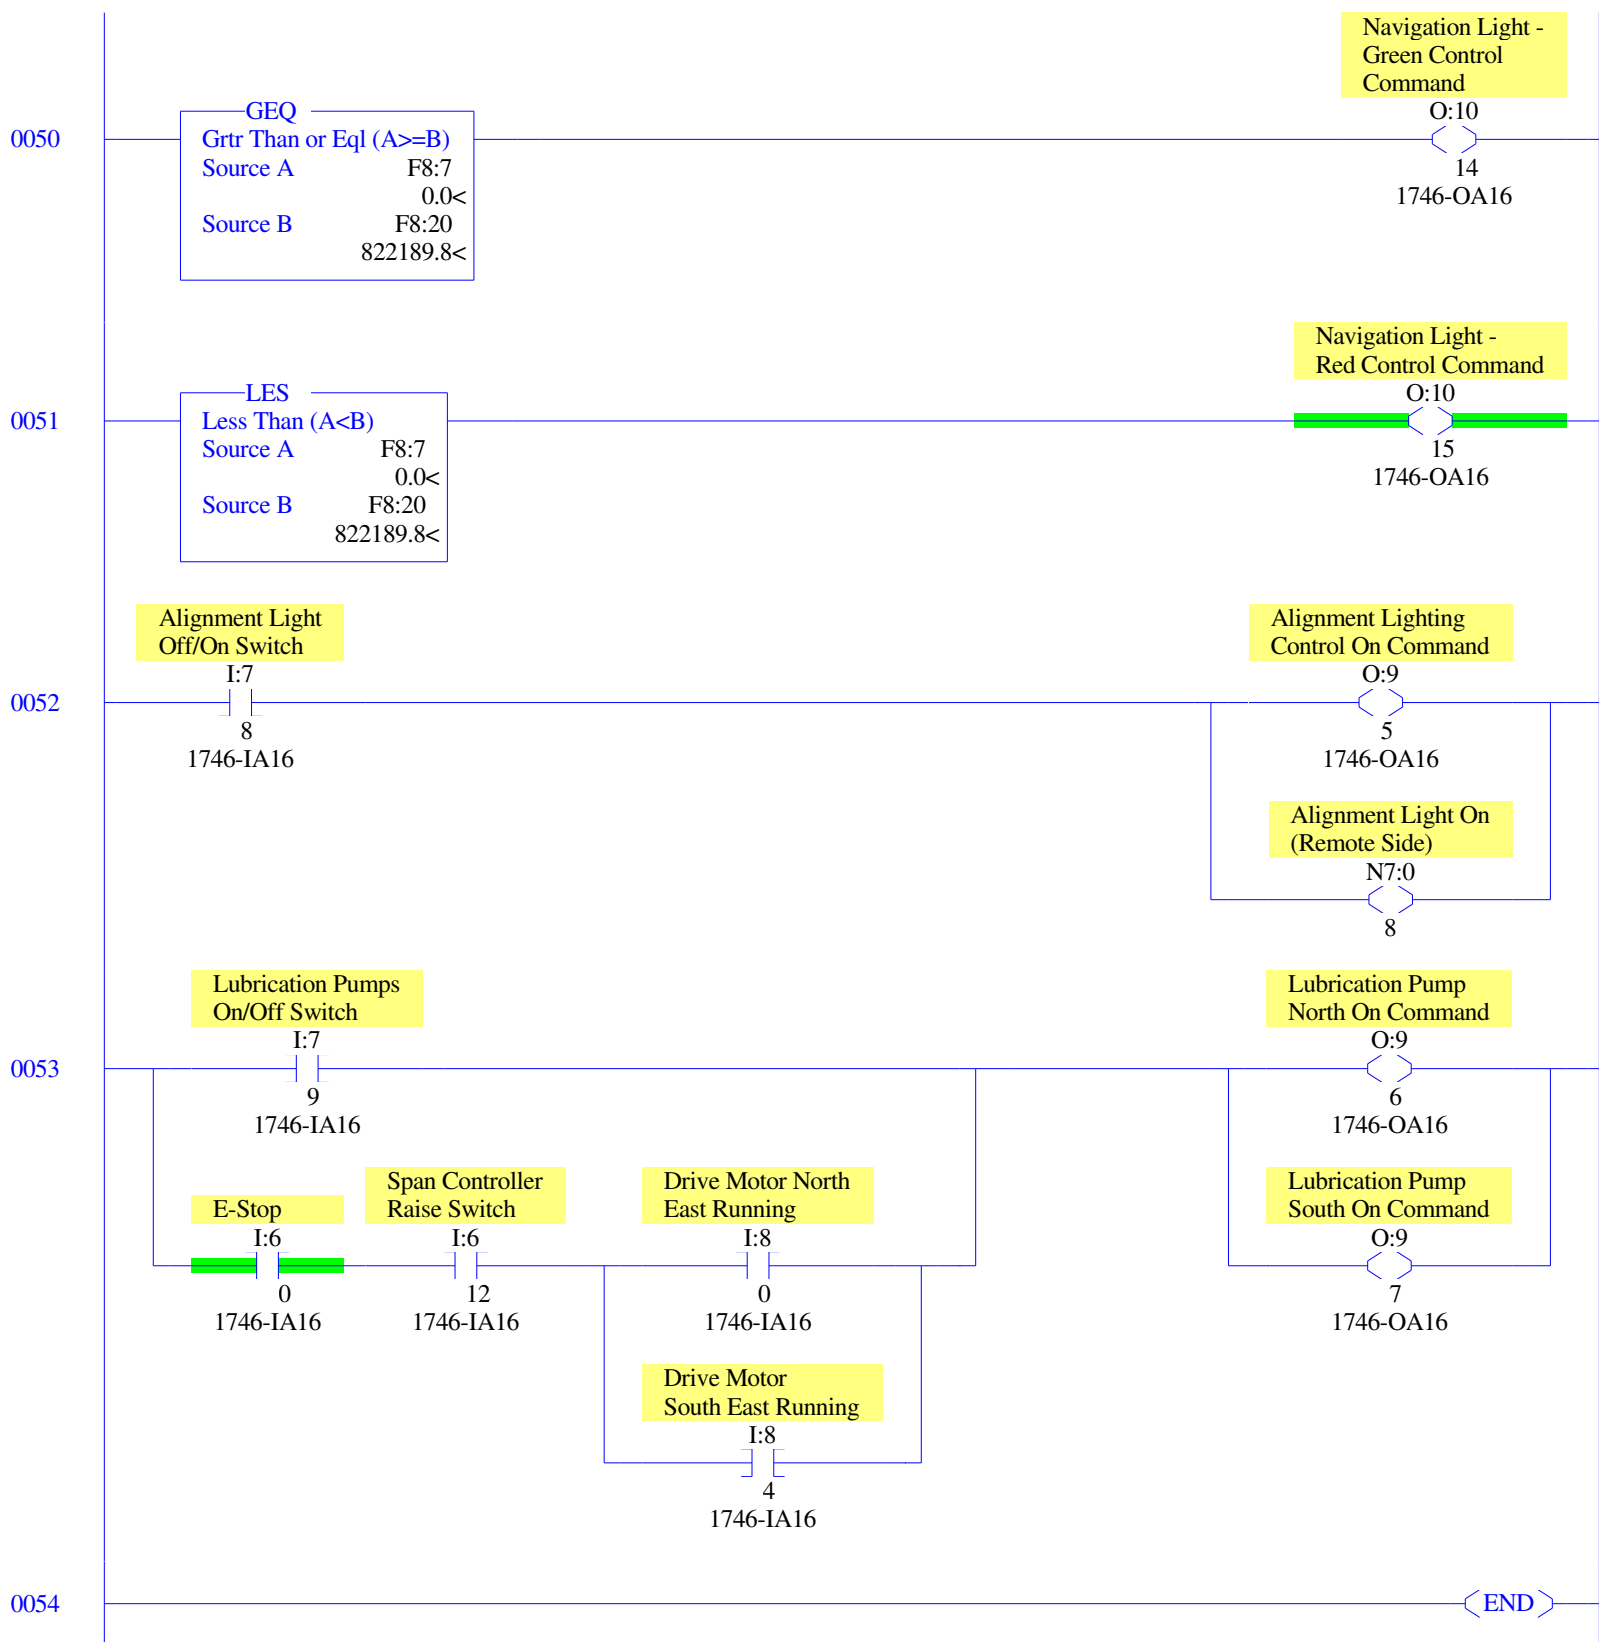 Navigation Light -
Green Control
Command
GEQ
O:10
0050
Grtr Than or Eql (A>=B)
Source A F8:7
14
0.0<
1746-OA16
Source B F8:20
822189.8<
Navigation Light -
Red Control Command
LES
O:10
0051
Less Than (A<B)
Source A F8:7
15
0.0<
1746-OA16
Source B F8:20
822189.8<
Alignment Light
Off/On Switch
I:7
Alignment Lighting
Control On Command
O:9
0052
8
1746-IA16
5
1746-OA16
Alignment Light On
(Remote Side)
N7:0
8
Lubrication Pumps
On/Off Switch
I:7
Lubrication Pump
North On Command
O:9
0053
9
1746-IA16
6
1746-OA16
E-Stop
I:6
0
1746-IA16
Span Controller
Raise Switch
I:6
12
1746-IA16
Drive Motor North
East Running
I:8
0
1746-IA16
Lubrication Pump
South On Command
O:9
7
1746-OA16
Drive Motor
South East Running
I:8
4
1746-IA16
0054
END